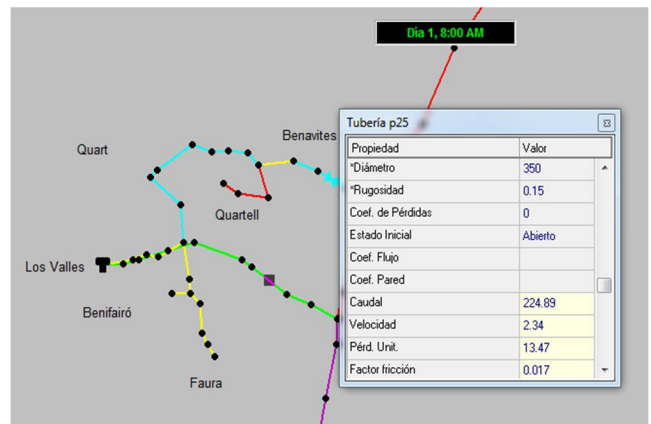 Día 1, 8:00 AM
Tubería p25
Propiedad Valor
*Diámetro 350
*Rugosidad 0.15
Coef. de Pérdidas 0
Estado Inicial Abierto
Coef. Flujo
Coef. Pared
Caudal 224.89
Velocidad 2.34
Pérd. Unit. 13.47
Factor fricción 0.017
Benavites
Quart
Quartell
Los Valles
Benifairó
Faura